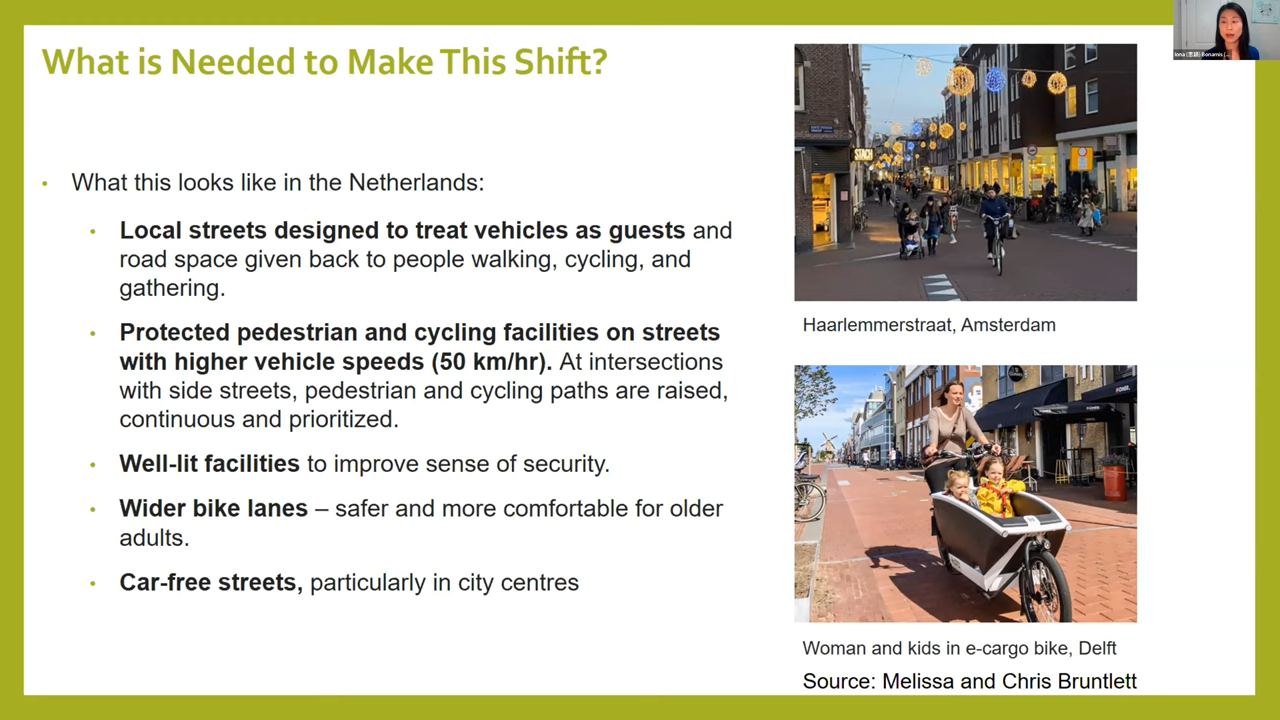 What is Needed to Make This Shift?
• What this looks like in the Netherlands:
• Local streets designed to treat vehicles as guests and
road space given back to people walking, cycling, and
gathering.
• Protected pedestrian and cycling facilities on streets
with higher vehicle speeds (50 km/hr). At intersections
with side streets, pedestrian and cycling paths are raised,
continuous and prioritized.
• Well-lit facilities to improve sense of security.
• Wider bike lanes – safer and more comfortable for older
adults.
• Car-free streets, particularly in city centres
STACH
Haarlemmerstraat, Amsterdam
Woman and kids in e-cargo bike, Delft
Source: Melissa and Chris Bruntlett